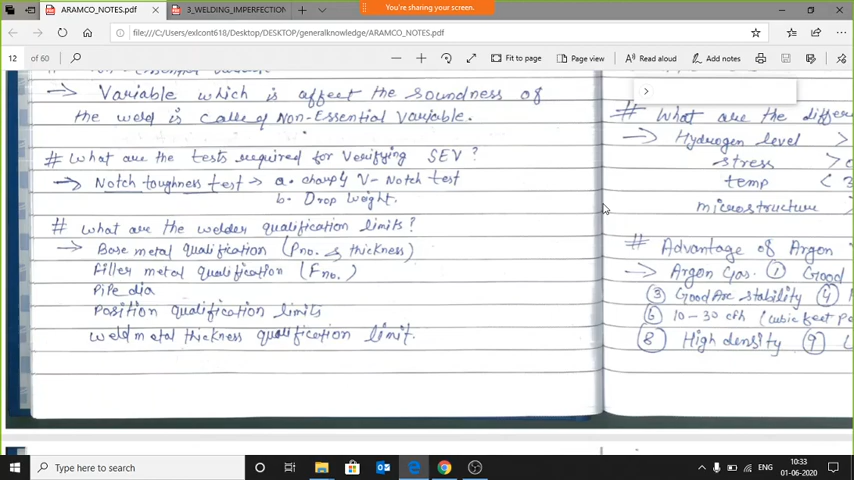 ARAMCO_NOTES.pdf
3_WELDING_IMPERFECTION
You're sharing your screen.
file:///C:/Users/exlcont618/Desktop/DESKTOP/generalknowledge/ARAMCO_NOTES.pdf
12 of 60
Fit to page
Page view
Read aloud
Add notes
Essential Variable
→ Variable which is affect the soundness of
the weld is called Non-Essential Variable.
# What are the tests required for Verifying SEV?
→ Notch toughness test → a. charpy V-Notch test
b. Drop Weight.
# What are the welder qualification limits?
→ Base metal qualification (Pno. & thickness)
Filler metal qualification (Fno.)
Pipe dia
Position qualification limits
Weld metal thickness qualification limit.
# What are the differe
→ Hydrogen level >
stress >
temp < 3
microstructure
# Advantage of Argon
→ Argon Gas. ① Good
③ Good Arc stability ④
⑥ 10-30 cfh (cubic feet p
⑧ High density ⑨
Type here to search
ENG
10:33
01-06-2020